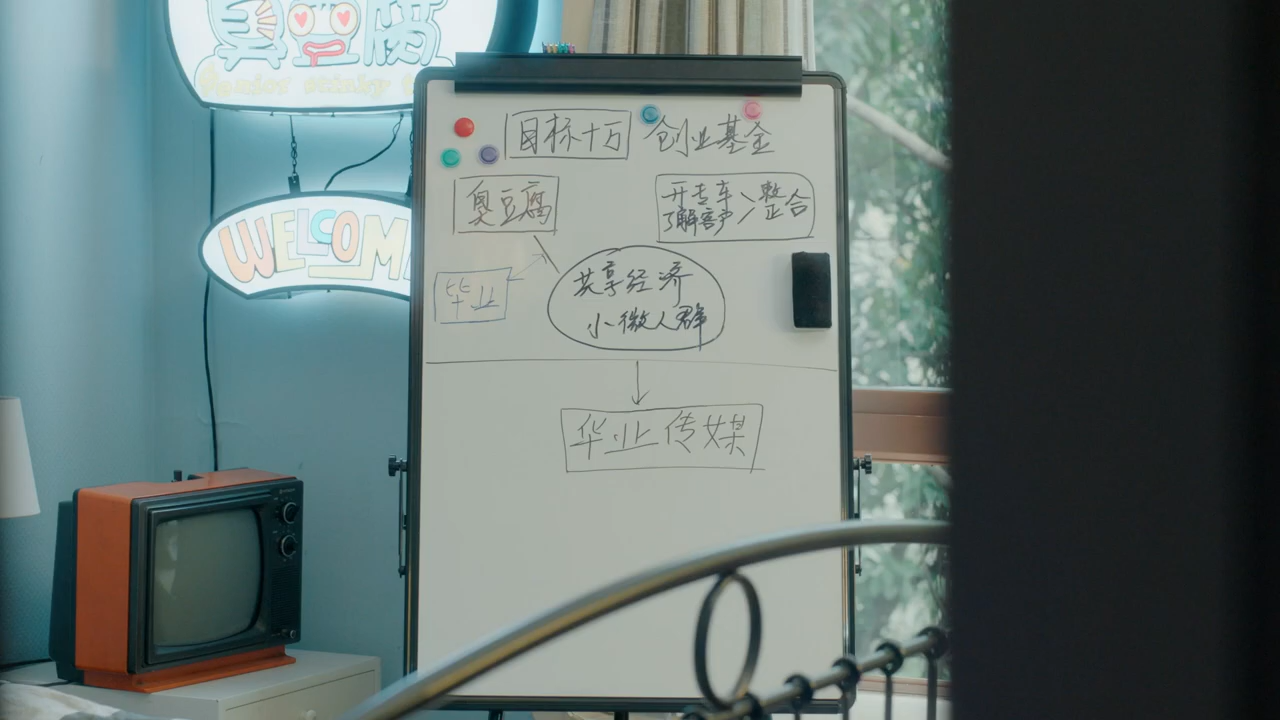 臭豆腐
WELCOM
目标十万 创业基金
臭豆腐
开专车
了解客户
整合
毕业
共享经济
小微人群
华业传媒